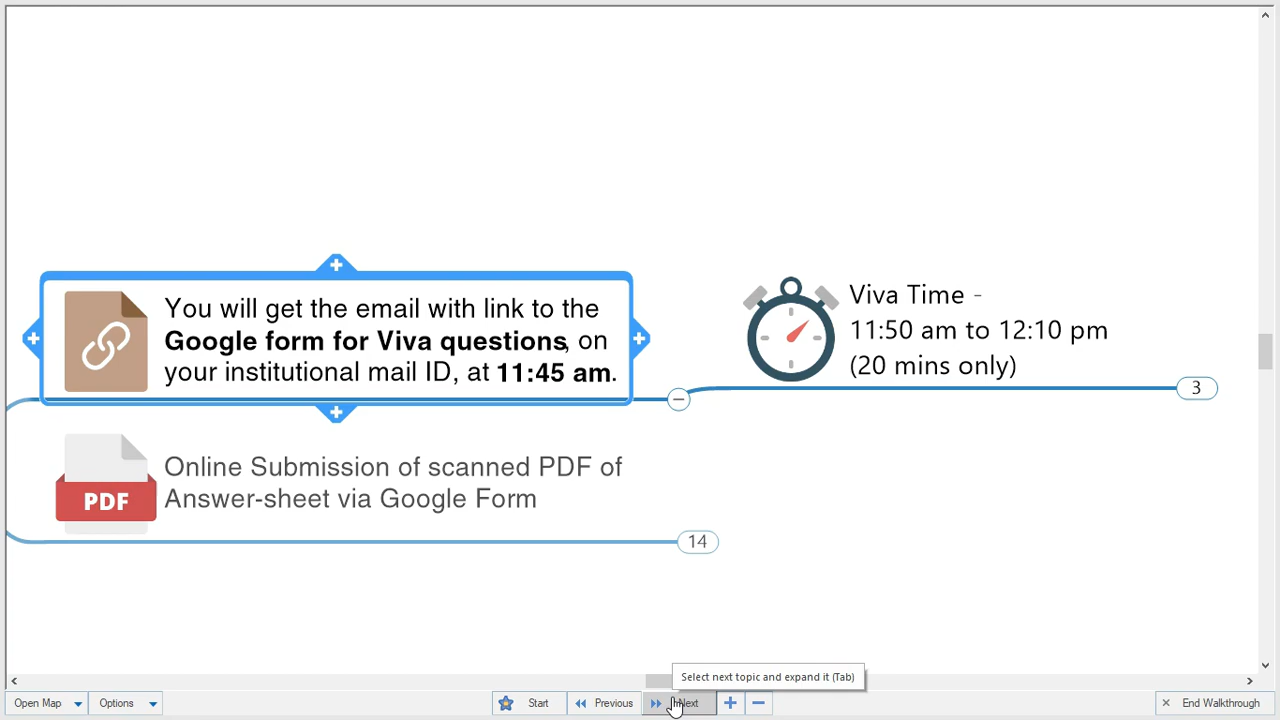 You will get the email with link to the
Google form for Viva questions, on
your institutional mail ID, at 11:45 am.
Viva Time -
11:50 am to 12:10 pm
(20 mins only)
3
PDF
Online Submission of scanned PDF of
Answer-sheet via Google Form
14
Select next topic and expand it (Tab)
Open Map
Options
Start
Previous
Next
End Walkthrough